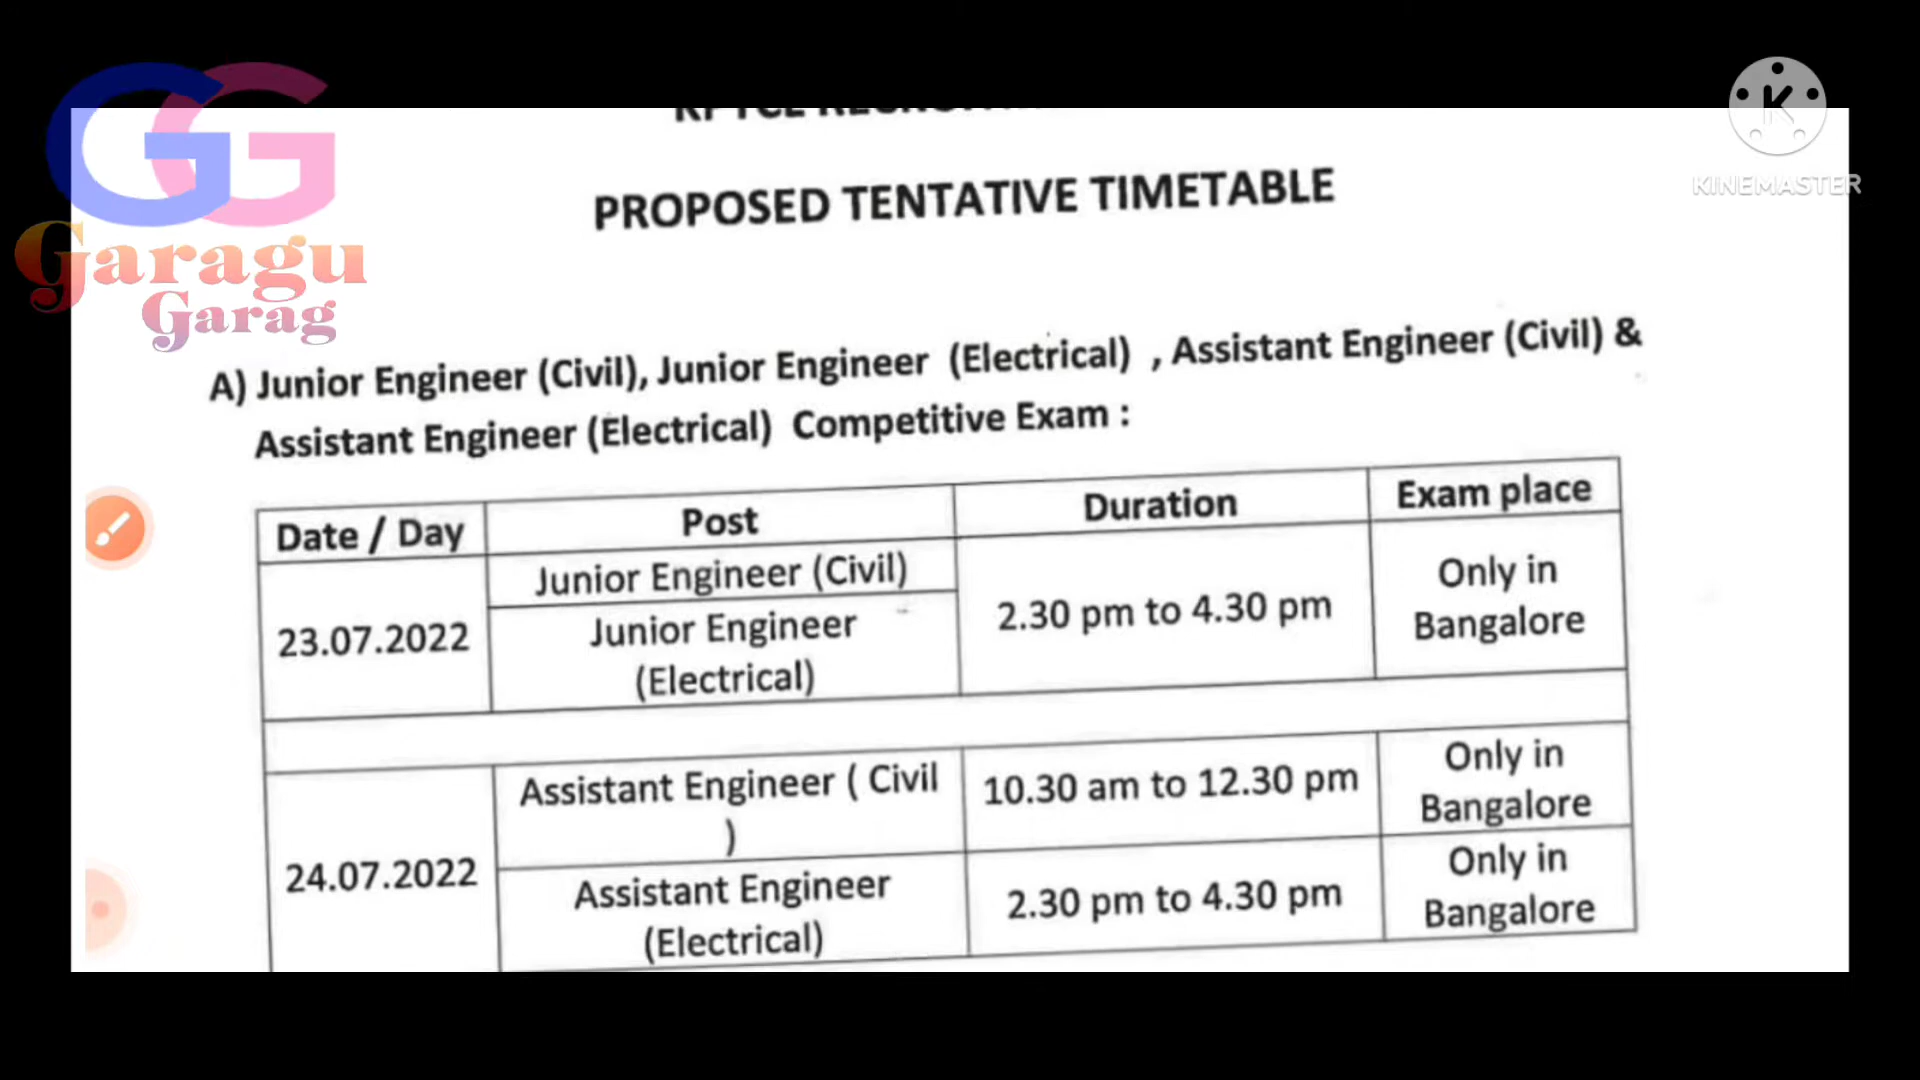 GG
Garagu
Garag
KINEMASTER
PROPOSED TENTATIVE TIMETABLE
A) Junior Engineer (Civil), Junior Engineer (Electrical) , Assistant Engineer (Civil) &
Assistant Engineer (Electrical) Competitive Exam :
Date / Day Post Duration Exam place
23.07.2022 Junior Engineer (Civil) 2.30 pm to 4.30 pm Only in
Bangalore
Junior Engineer
(Electrical)
24.07.2022 Assistant Engineer ( Civil
) 10.30 am to 12.30 pm Only in
Bangalore
Assistant Engineer
(Electrical) 2.30 pm to 4.30 pm Only in
Bangalore